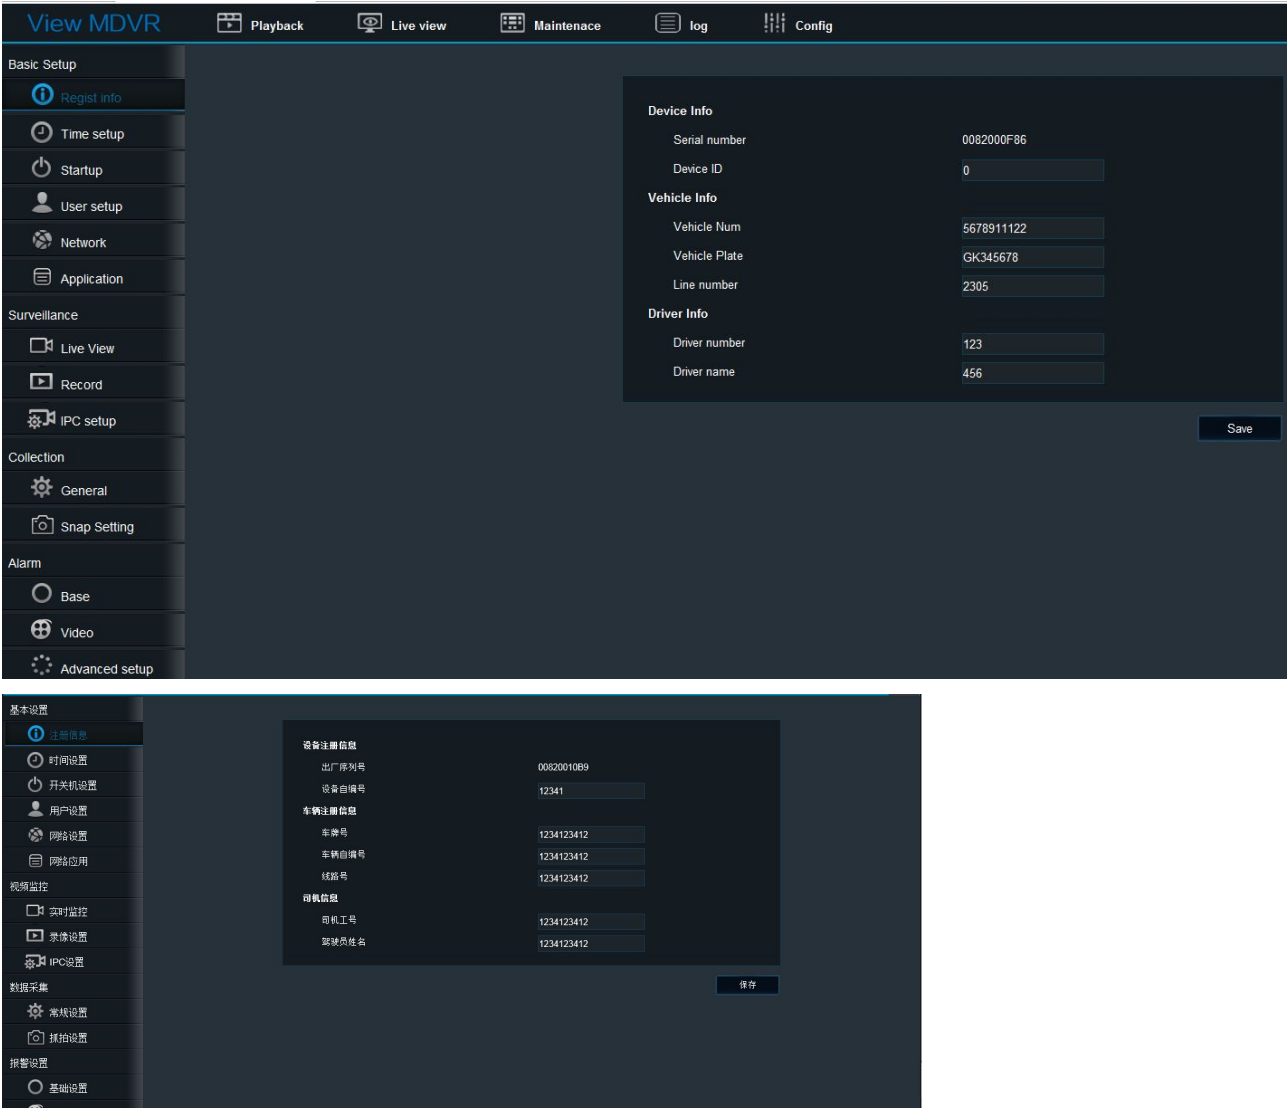 View MDVR
Playback
Live view
Maintenace
log
Config
Basic Setup
Regist info
Time setup
Startup
User setup
Network
Application
Surveillance
Live View
Record
IPC setup
Collection
General
Snap Setting
Alarm
Base
Video
Advanced setup
Device Info
Serial number 0082000F86
Device ID 0
Vehicle Info
Vehicle Num 5678911122
Vehicle Plate GK345678
Line number 2305
Driver Info
Driver number 123
Driver name 456
Save
基本设置
注册信息
时间设置
开关机设置
用户设置
网络设置
网络应用
视频监控
实时监控
录像设置
IPC设置
数据采集
常规设置
抓拍设置
报警设置
基础设置
设备注册信息
出厂序列号 00820010B9
设备自编号 12341
车辆注册信息
车牌号 1234123412
车辆自编号 1234123412
线路号 1234123412
司机信息
司机工号 1234123412
驾驶员姓名 1234123412
保存